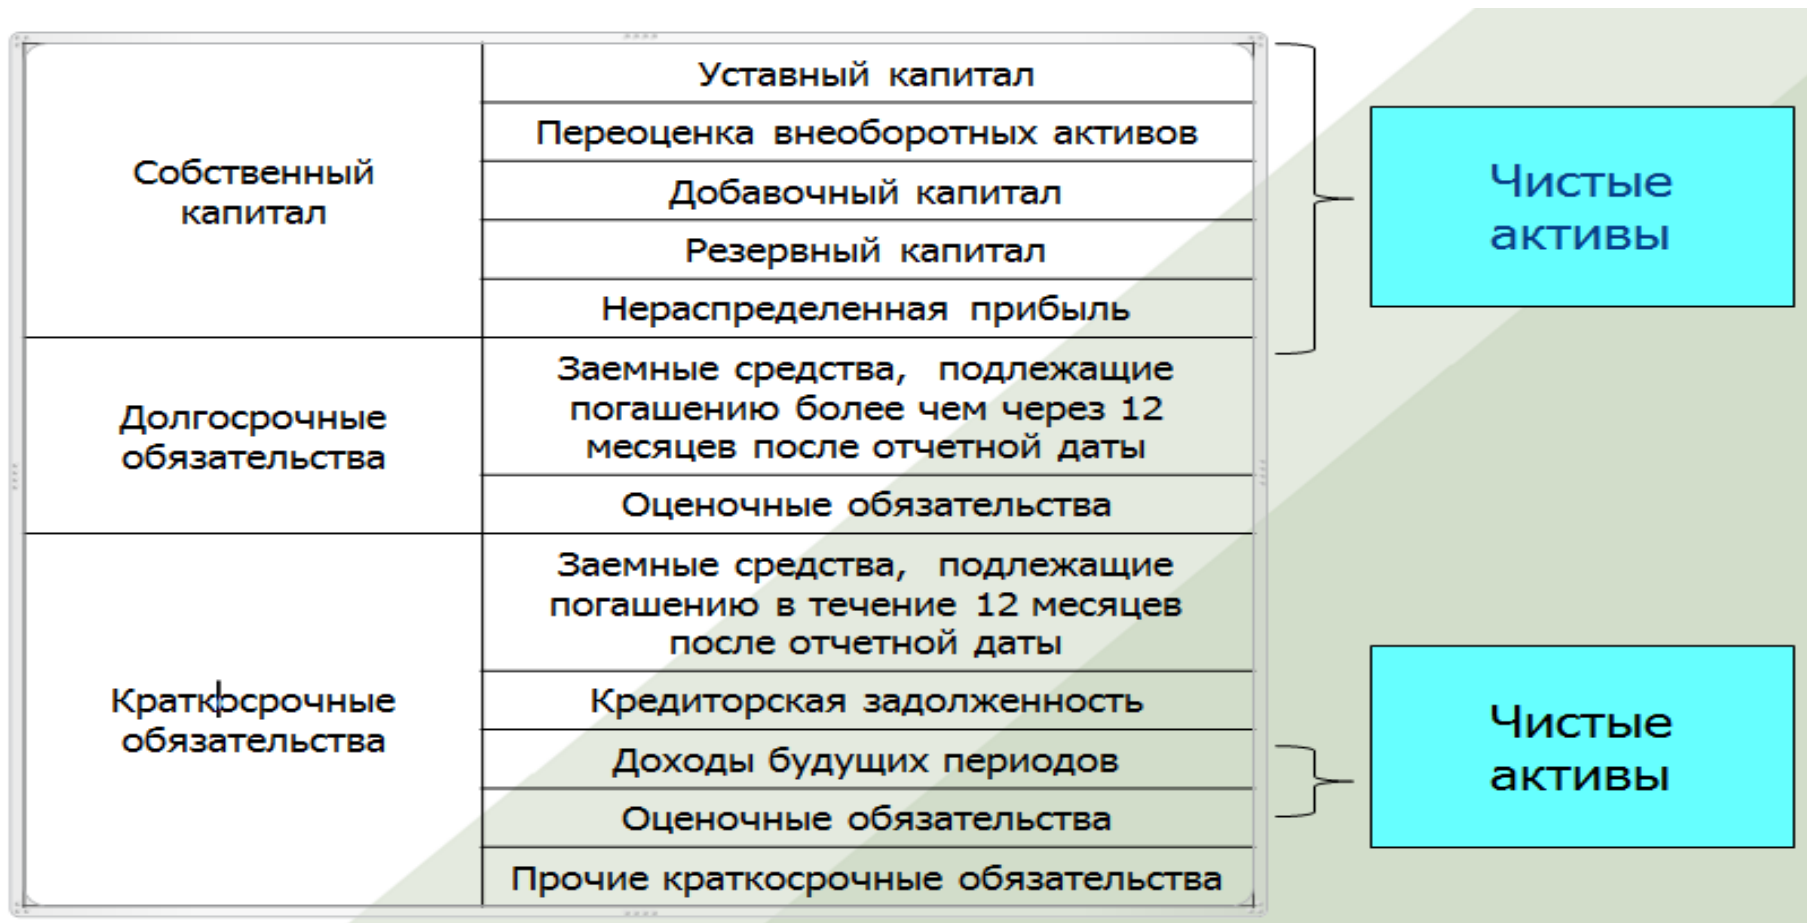 Собственный
капитал
Уставный капитал
Переоценка внеоборотных активов
Добавочный капитал
Резервный капитал
Нераспределенная прибыль
Чистые
активы
Долгосрочные
обязательства
Заемные средства, подлежащие
погашению более чем через 12
месяцев после отчетной даты
Оценочные обязательства
Краткосрочные
обязательства
Заемные средства, подлежащие
погашению в течение 12 месяцев
после отчетной даты
Кредиторская задолженность
Доходы будущих периодов
Оценочные обязательства
Прочие краткосрочные обязательства
Чистые
активы